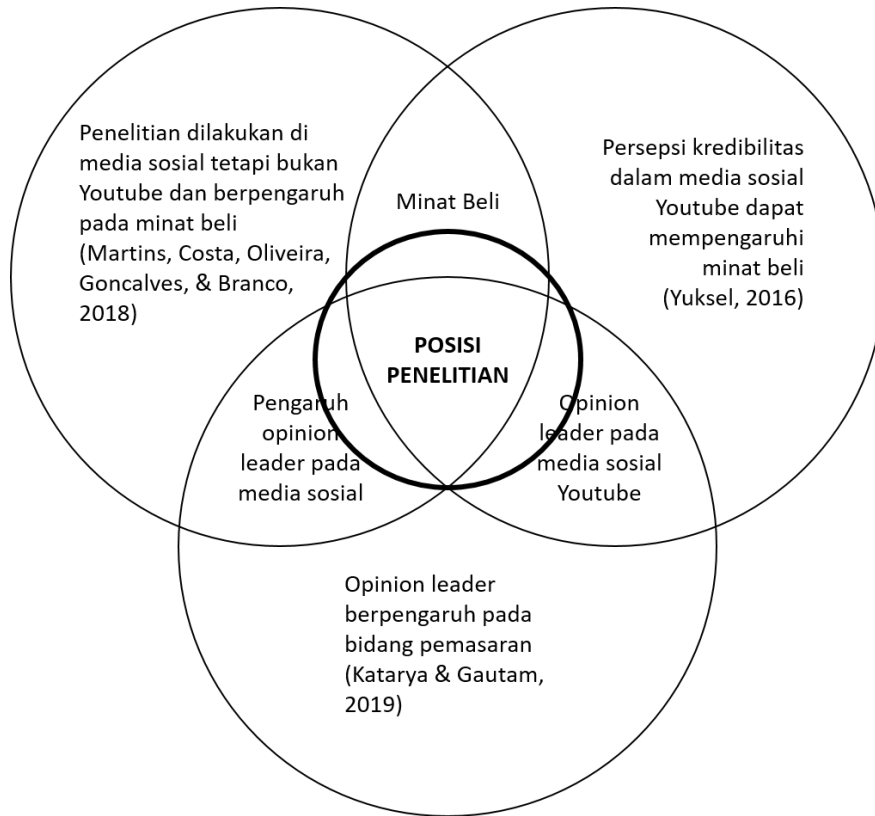 Penelitian dilakukan di
media sosial tetapi bukan
Youtube dan berpengaruh
pada minat beli
(Martins, Costa, Oliveira,
Goncalves, & Branco,
2018)
Minat Beli
Persepsi kredibilitas
dalam media sosial
Youtube dapat
mempengaruhi
minat beli
(Yuksel, 2016)
POSISI
PENELITIAN
Pengaruh
opinion
leader pada
media sosial
Opinion
leader pada
media sosial
Youtube
Opinion leader
berpengaruh pada
bidang pemasaran
(Katarya & Gautam,
2019)